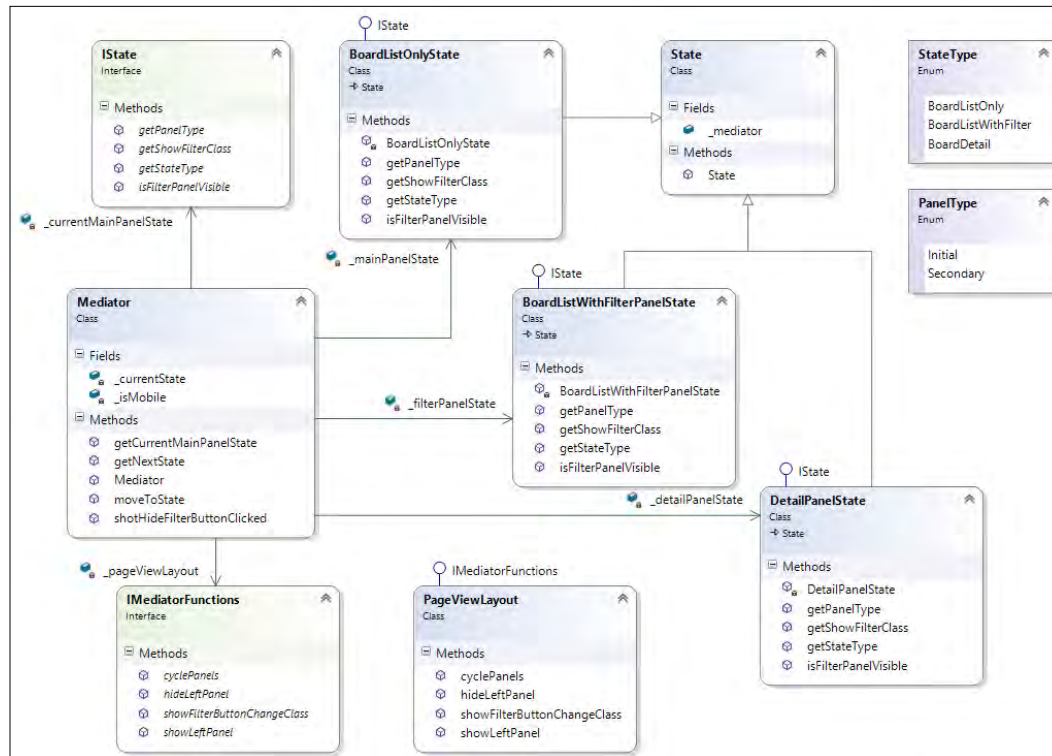 IState
IState
Interface
Methods
getPanelType
getShowFilterClass
getStateType
isFilterPanelVisible
BoardListOnlyState
Class
State
Methods
BoardListOnlyState
getPanelType
getShowFilterClass
getStateType
isFilterPanelVisible
State
Class
Fields
_mediator
Methods
State
StateType
Enum
BoardListOnly
BoardListWithFilter
BoardDetail
PanelType
Enum
Initial
Secondary
_currentMainPanelState
_mainPanelState
IState
Mediator
Class
Fields
_currentState
_isMobile
Methods
getCurrentMainPanelState
getNextState
Mediator
moveToState
shotHideFilterButtonClicked
_filterPanelState
BoardListWithFilterPanelState
Class
State
Methods
BoardListWithFilterPanelState
getPanelType
getShowFilterClass
getStateType
isFilterPanelVisible
_detailPanelState
IState
DetailPanelState
Class
State
Methods
DetailPanelState
getPanelType
getShowFilterClass
getStateType
isFilterPanelVisible
_pageViewLayout
IMediatorFunctions
Interface
Methods
cyclePanels
hideLeftPanel
showFilterButtonChangeClass
showLeftPanel
IMediatorFunctions
PageViewLayout
Class
Methods
cyclePanels
hideLeftPanel
showFilterButtonChangeClass
showLeftPanel